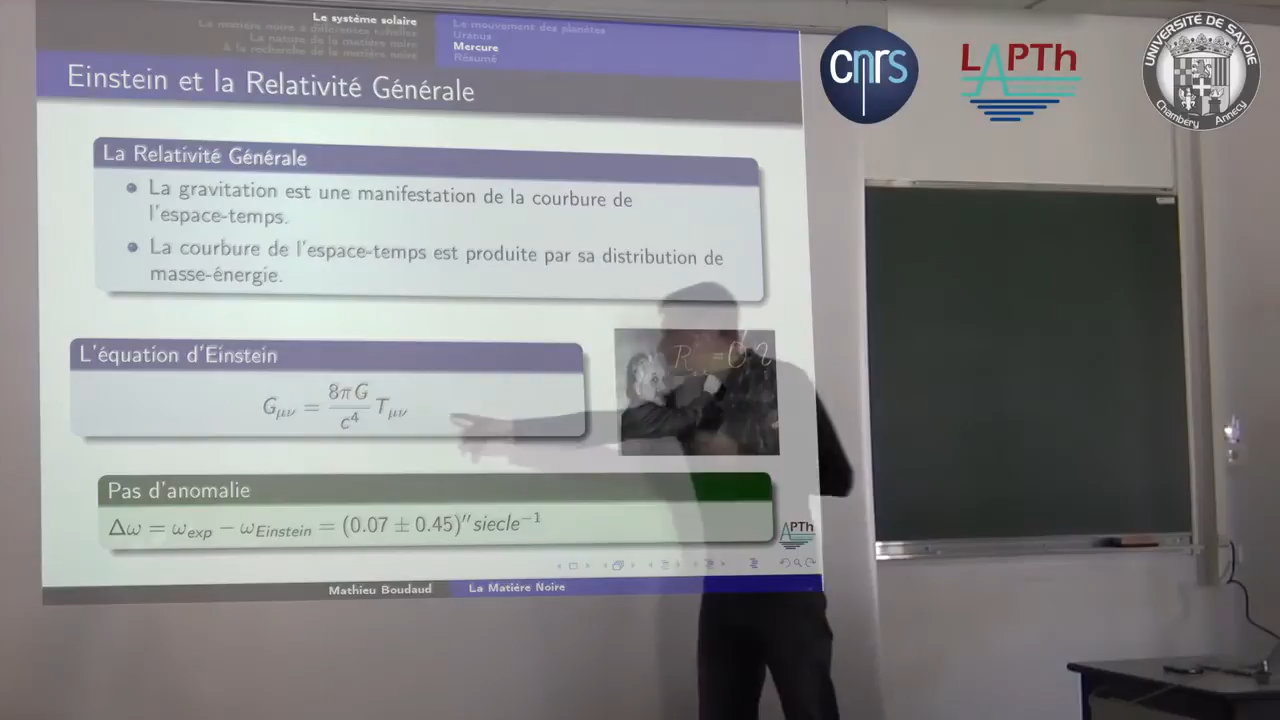 Le système solaire
La matière noire à différentes échelles
La nature de la matière noire
A la recherche de la matière noire
Le mouvement des planètes
Uranus
Mercure
Résumé
Einstein et la Relativité Générale
La Relativité Générale
La gravitation est une manifestation de la courbure de
l'espace-temps.
La courbure de l'espace-temps est produite par sa distribution de
masse-énergie.
L'équation d'Einstein
G_{μν} = \frac{8πG}{c^4} T_{μν}
Pas d'anomalie
Δω = ω_{exp} − ω_{Einstein} = (0.07 ± 0.45)″ siecle^{−1}
Mathieu Boudaud
La Matière Noire
APTh
cnrs
LAPTh
UNIVERSITÉ DE SAVOIE
Chambéry Annecy